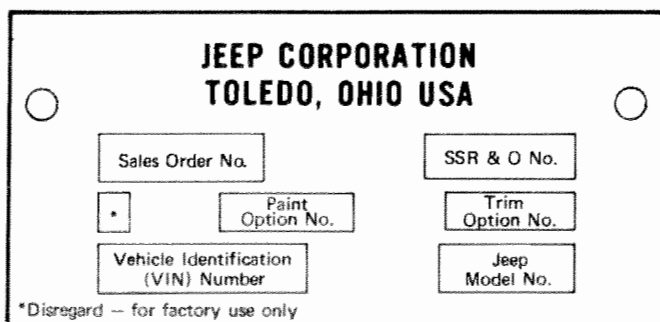 JEEP CORPORATION
TOLEDO, OHIO USA
Sales Order No.
SSR & O No.
*
Paint
Option No.
Trim
Option No.
Vehicle Identification
(VIN) Number
Jeep
Model No.
*Disregard — for factory use only